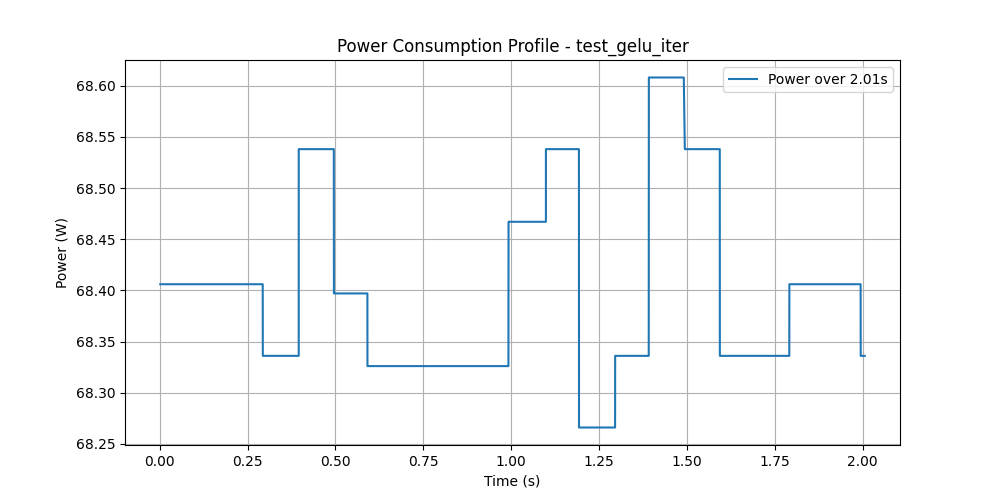 Power Consumption Profile - test_gelu_iter
Power over 2.01s
Power (W)
68.60
68.55
68.50
68.45
68.40
68.35
68.30
68.25
0.00 0.25 0.50 0.75 1.00 1.25 1.50 1.75 2.00
Time (s)